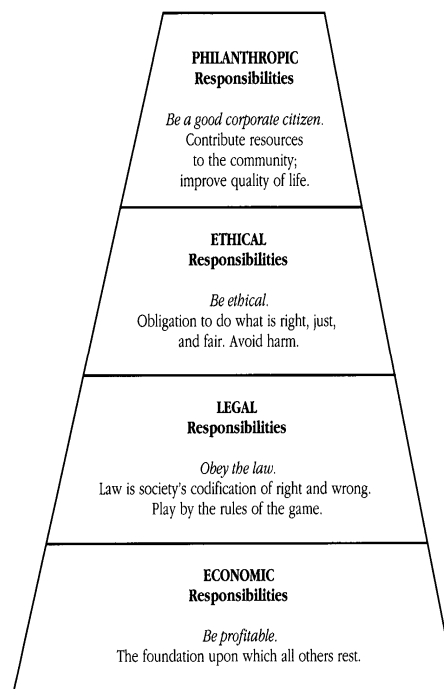 PHILANTHROPIC
Responsibilities
Be a good corporate citizen.
Contribute resources
to the community;
improve quality of life.
ETHICAL
Responsibilities
Be ethical.
Obligation to do what is right, just,
and fair. Avoid harm.
LEGAL
Responsibilities
Obey the law.
Law is society's codification of right and wrong.
Play by the rules of the game.
ECONOMIC
Responsibilities
Be profitable.
The foundation upon which all others rest.